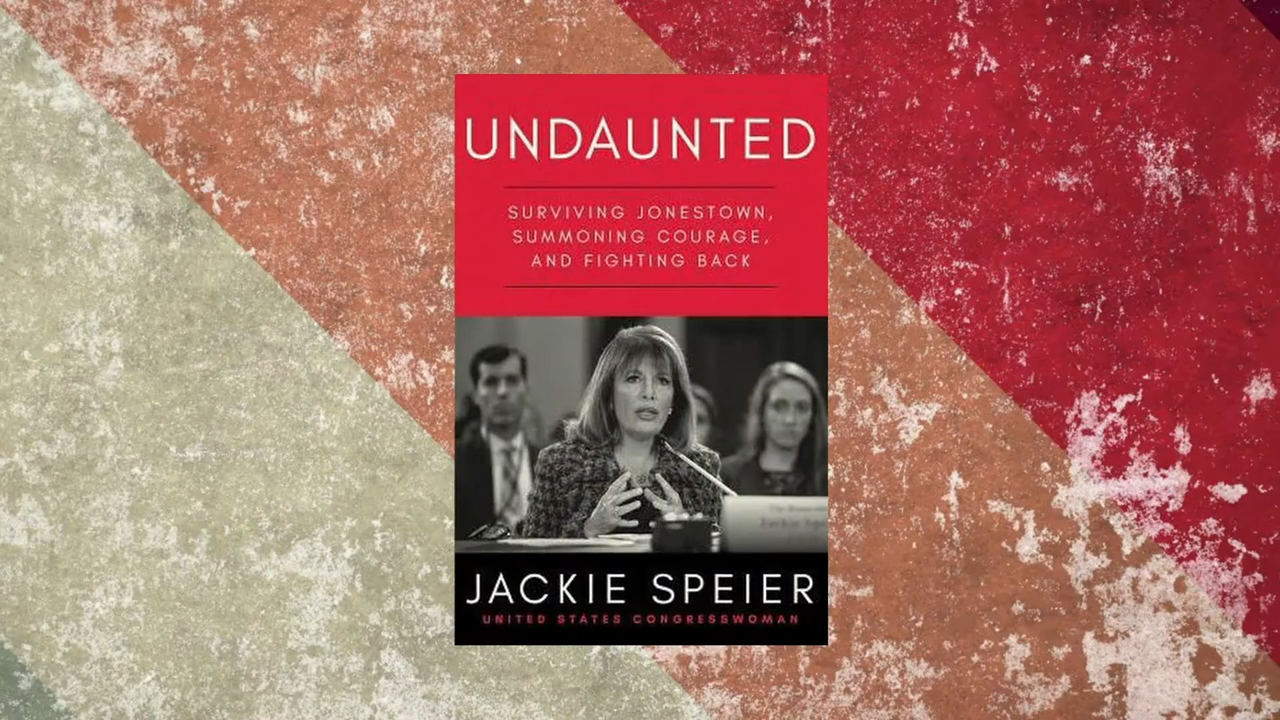 UNDAUNTED
SURVIVING JONESTOWN,
SUMMONING COURAGE,
AND FIGHTING BACK
JACKIE SPEIER
UNITED STATES CONGRESSWOMAN